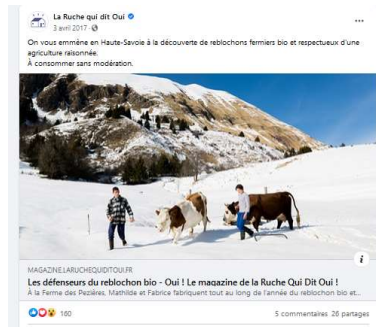 La Ruche qui dit Oui
3 avril 2017
On vous emmène en Haute-Savoie à la découverte de reblochons fermiers bio et respectueux d'une
agriculture raisonnée.
À consommer sans modération.
MAGAZINE.LARUCHEQUIDITOUI.FR
Les défenseurs du reblochon bio - Oui ! Le magazine de la Ruche Qui Dit Oui !
À la Ferme des Pezières, Mathilde et Fabrice fabriquent tout au long de l'année du reblochon bio et...
160
5 commentaires 26 partages